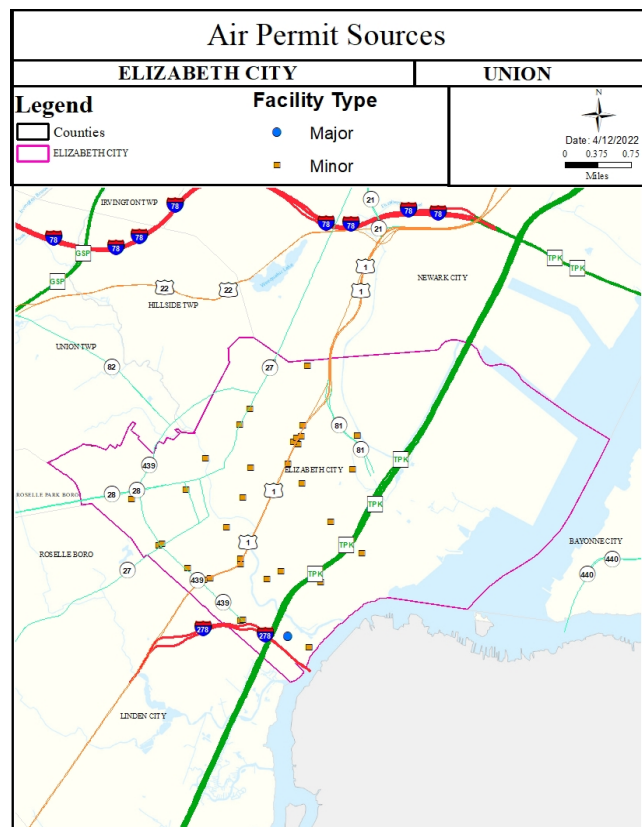 Air Permit Sources
ELIZABETH CITY
UNION
Legend
Counties
ELIZABETH CITY
Facility Type
Major
Minor
N
Date: 4/12/2022
0 0.375 0.75
Miles
IRVINGTON TWP
78
21
78
78
78
21
78
78
78
78
GSP
1
TPK
TPK
NEWARK CITY
GSP
22
22
1
HILLSIDE TWP
UNION TWP
82
27
81
439
81
TPK
ELIZABETH CITY
28
28
1
ROSELLE PARK BORO
TPK
1
TPK
BAYONNE CITY
ROSELLE BORO
27
440
440
439
TPK
439
278
278
LINDEN CITY